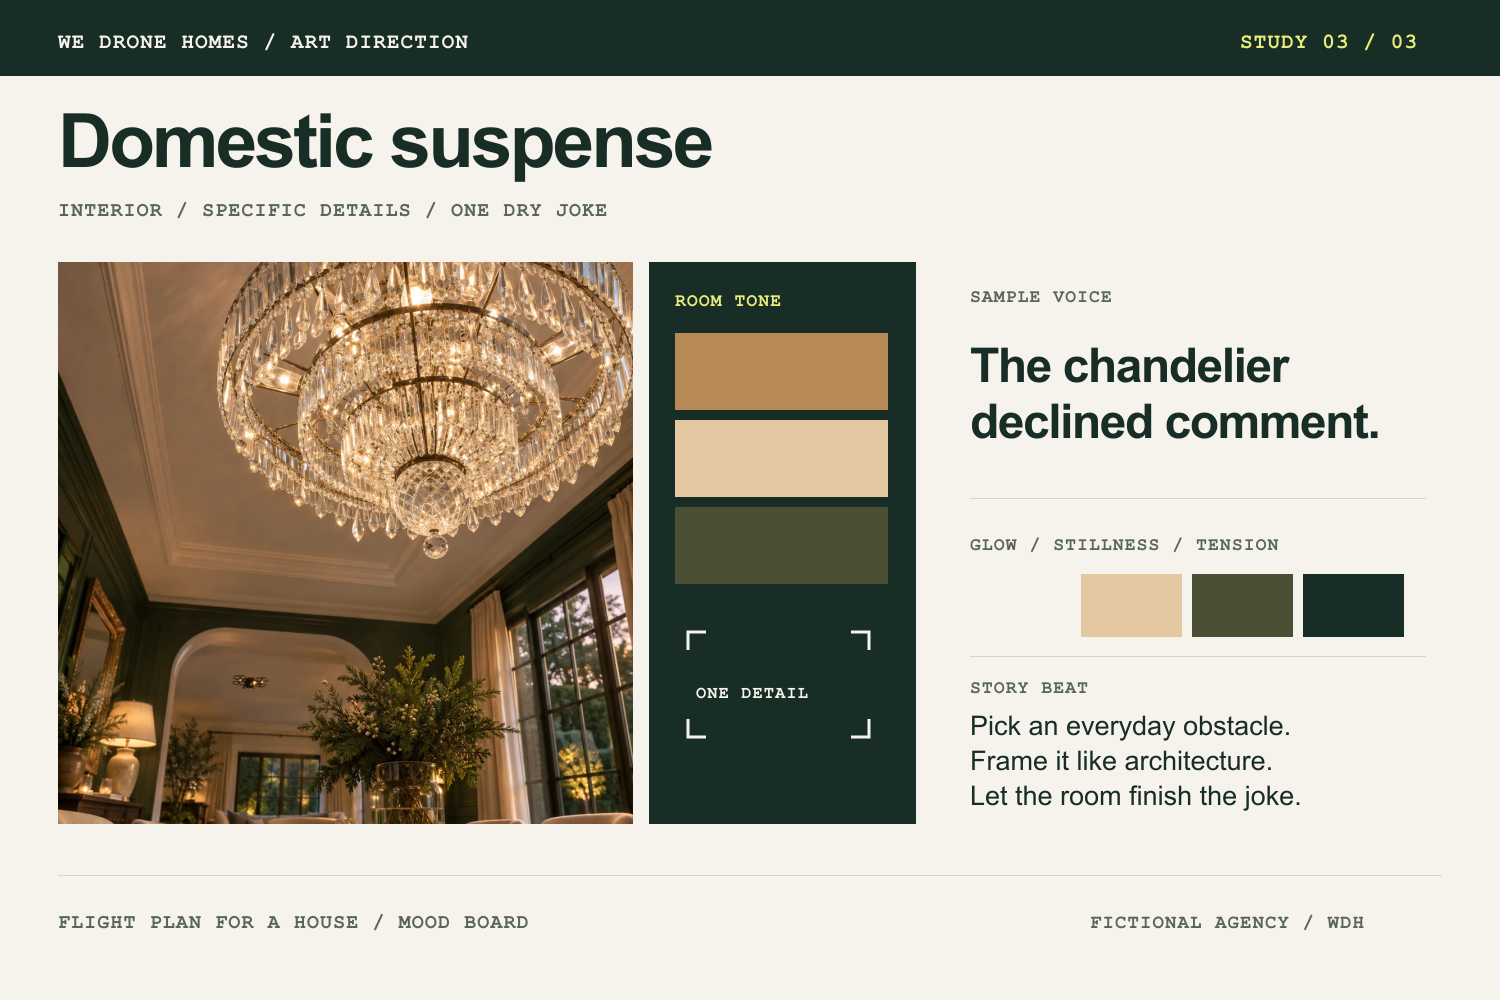 WE DRONE HOMES / ART DIRECTION
STUDY 03 / 03
Domestic suspense
INTERIOR / SPECIFIC DETAILS / ONE DRY JOKE
ROOM TONE
ONE DETAIL
SAMPLE VOICE
The chandelier
declined comment.
GLOW / STILLNESS / TENSION
STORY BEAT
Pick an everyday obstacle.
Frame it like architecture.
Let the room finish the joke.
FLIGHT PLAN FOR A HOUSE / MOOD BOARD
FICTIONAL AGENCY / WDH